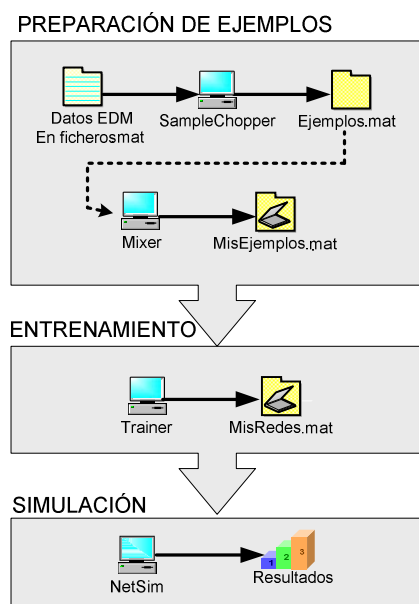 PREPARACIÓN DE EJEMPLOS
Datos EDM
En ficherosmat
SampleChopper
Ejemplos.mat
Mixer
MisEjemplos.mat
ENTRENAMIENTO
Trainer
MisRedes.mat
SIMULACIÓN
NetSim
1
2
3
Resultados